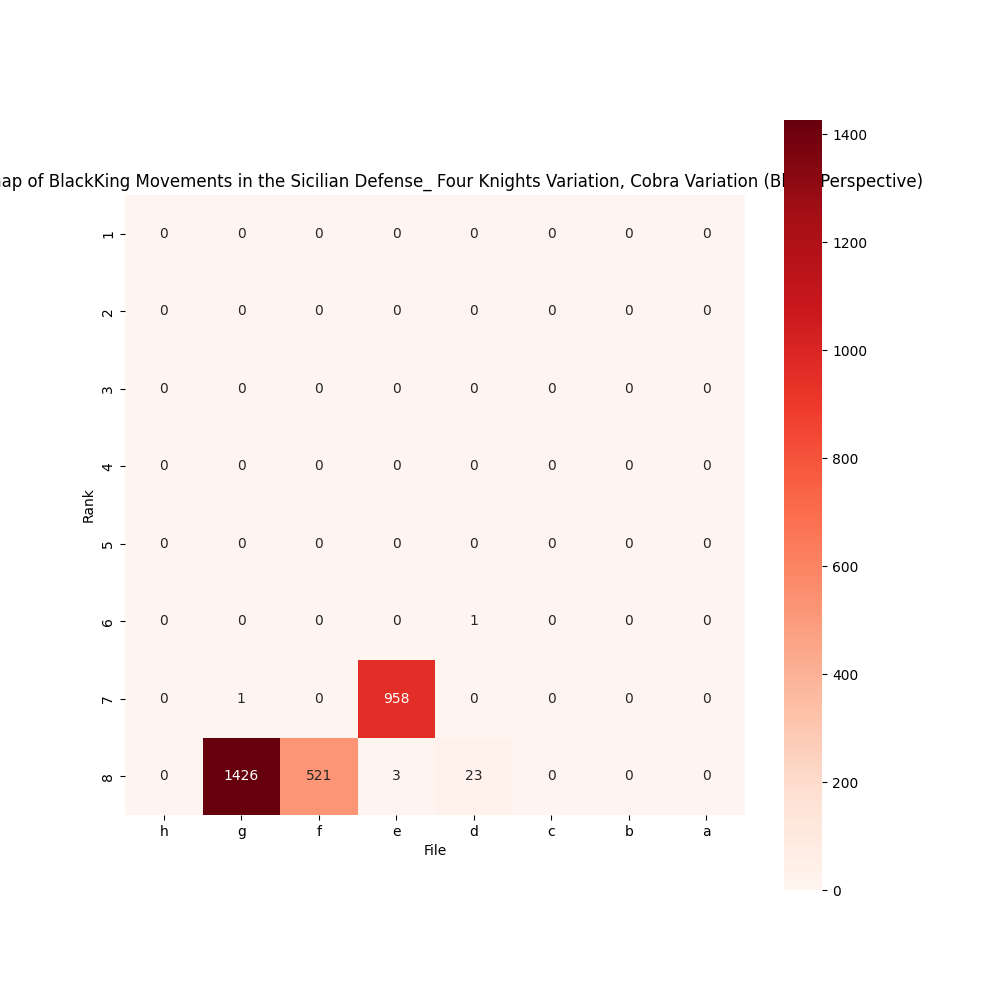 ap of BlackKing Movements in the Sicilian Defense_ Four Knights Variation, Cobra Variation (Bl Perspective)
1 0 0 0 0 0 0 0 0
2 0 0 0 0 0 0 0 0
3 0 0 0 0 0 0 0 0
4 0 0 0 0 0 0 0 0
Rank
5 0 0 0 0 0 0 0 0
6 0 0 0 0 1 0 0 0
7 0 1 0 958 0 0 0 0
8 0 1426 521 3 23 0 0 0
h g f e d c b a
File
1400
1200
1000
800
600
400
200
0